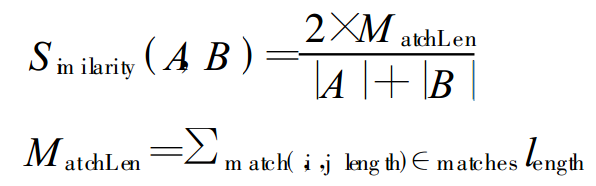 Similarity(A, B) = 2×MatchLen / |A| + |B|
MatchLen = ∑ match(i, j, length)∈matches length